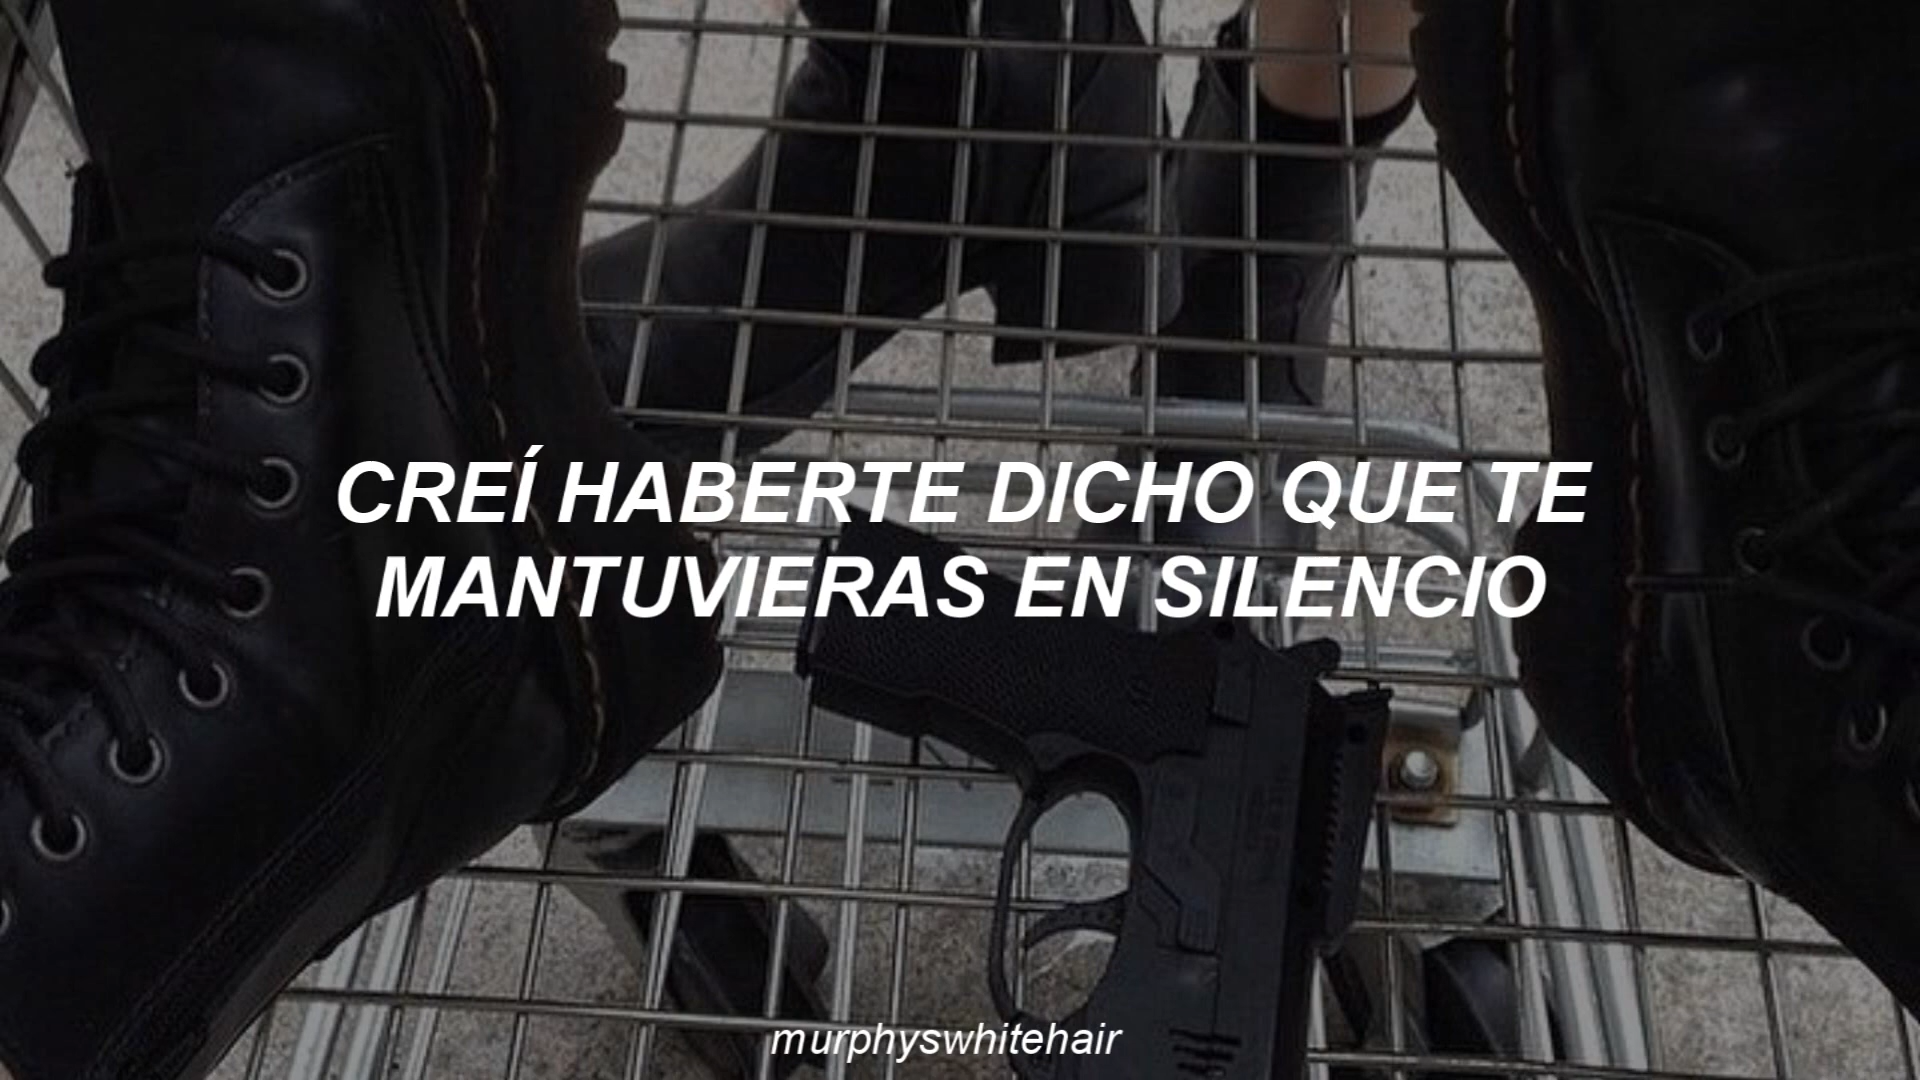 CREÍ HABERTE DICHO QUE TE
MANTUVIERAS EN SILENCIO
murphyswhitehair